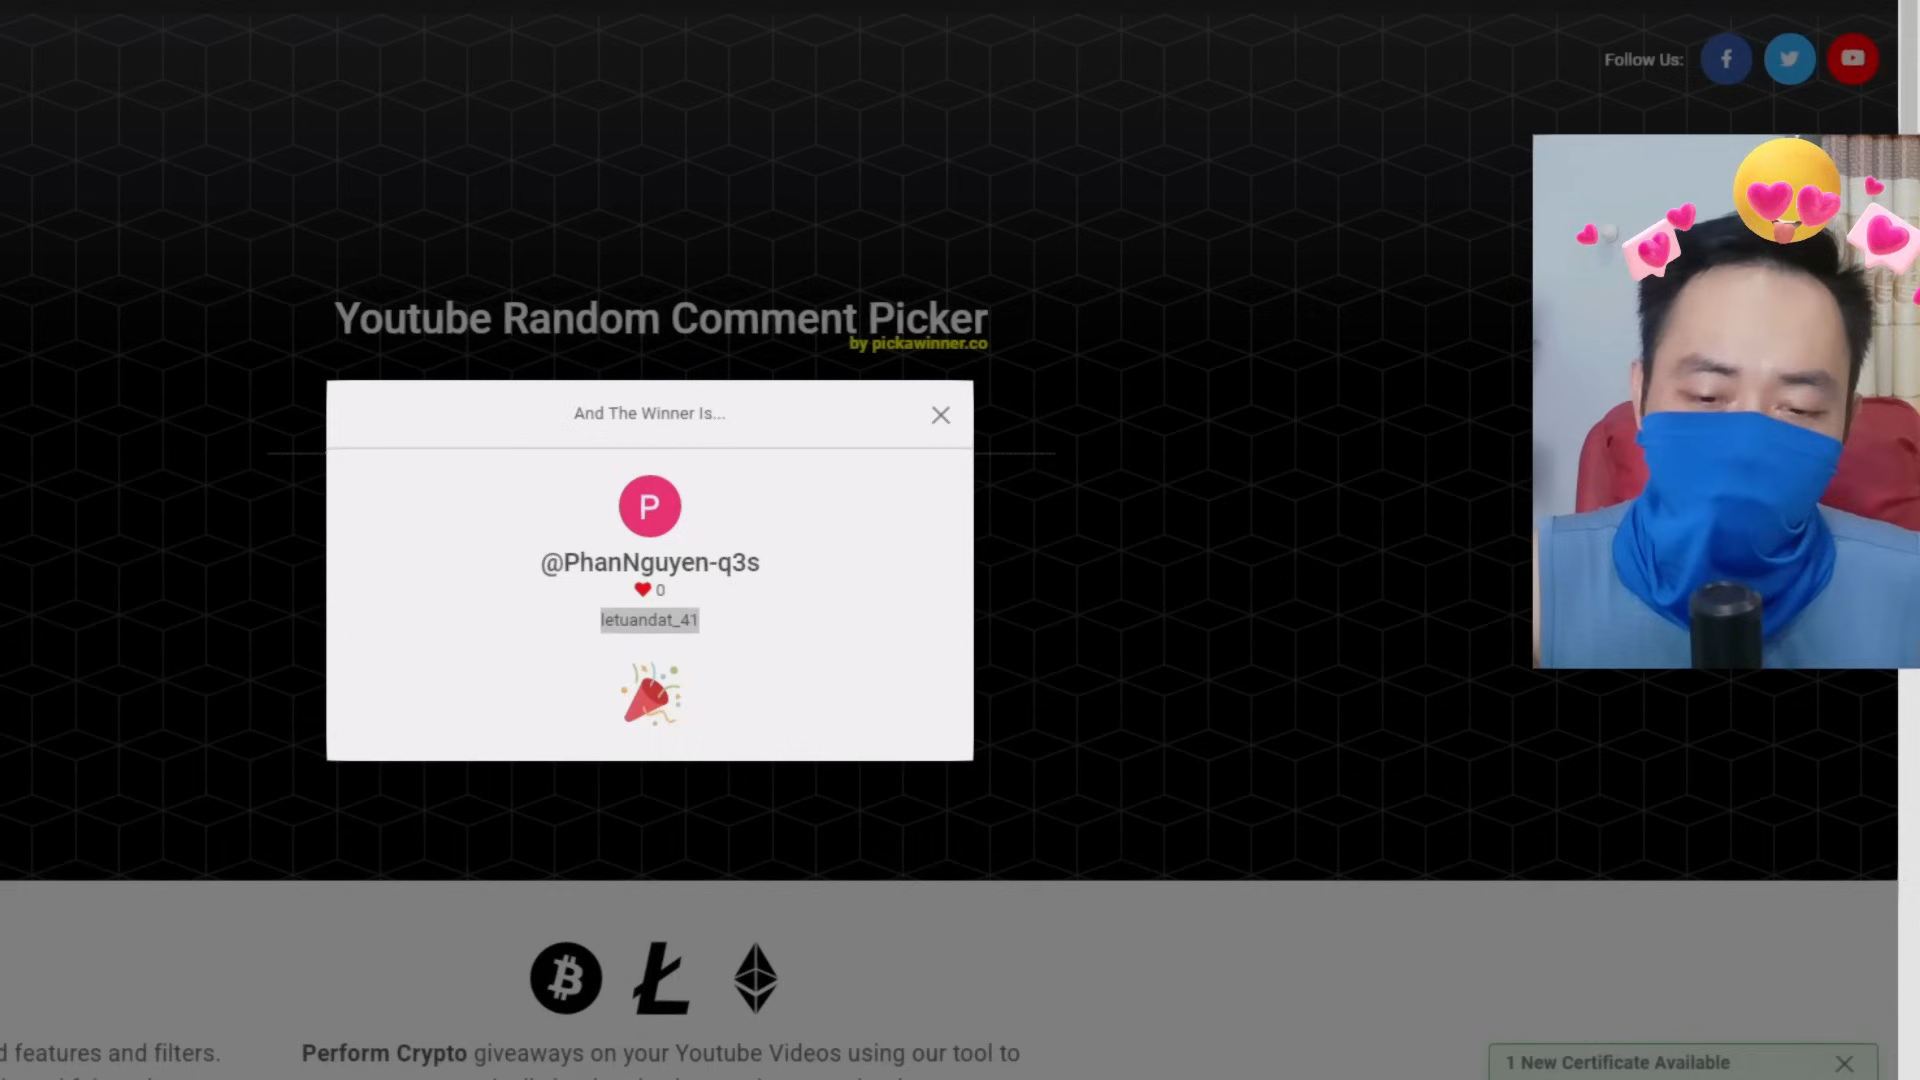 Follow Us:
Youtube Random Comment Picker
by pickawinner.co
And The Winner Is...
P
@PhanNguyen-q3s
0
letuandat_41
d features and filters.
Perform Crypto giveaways on your Youtube Videos using our tool to
1 New Certificate Available